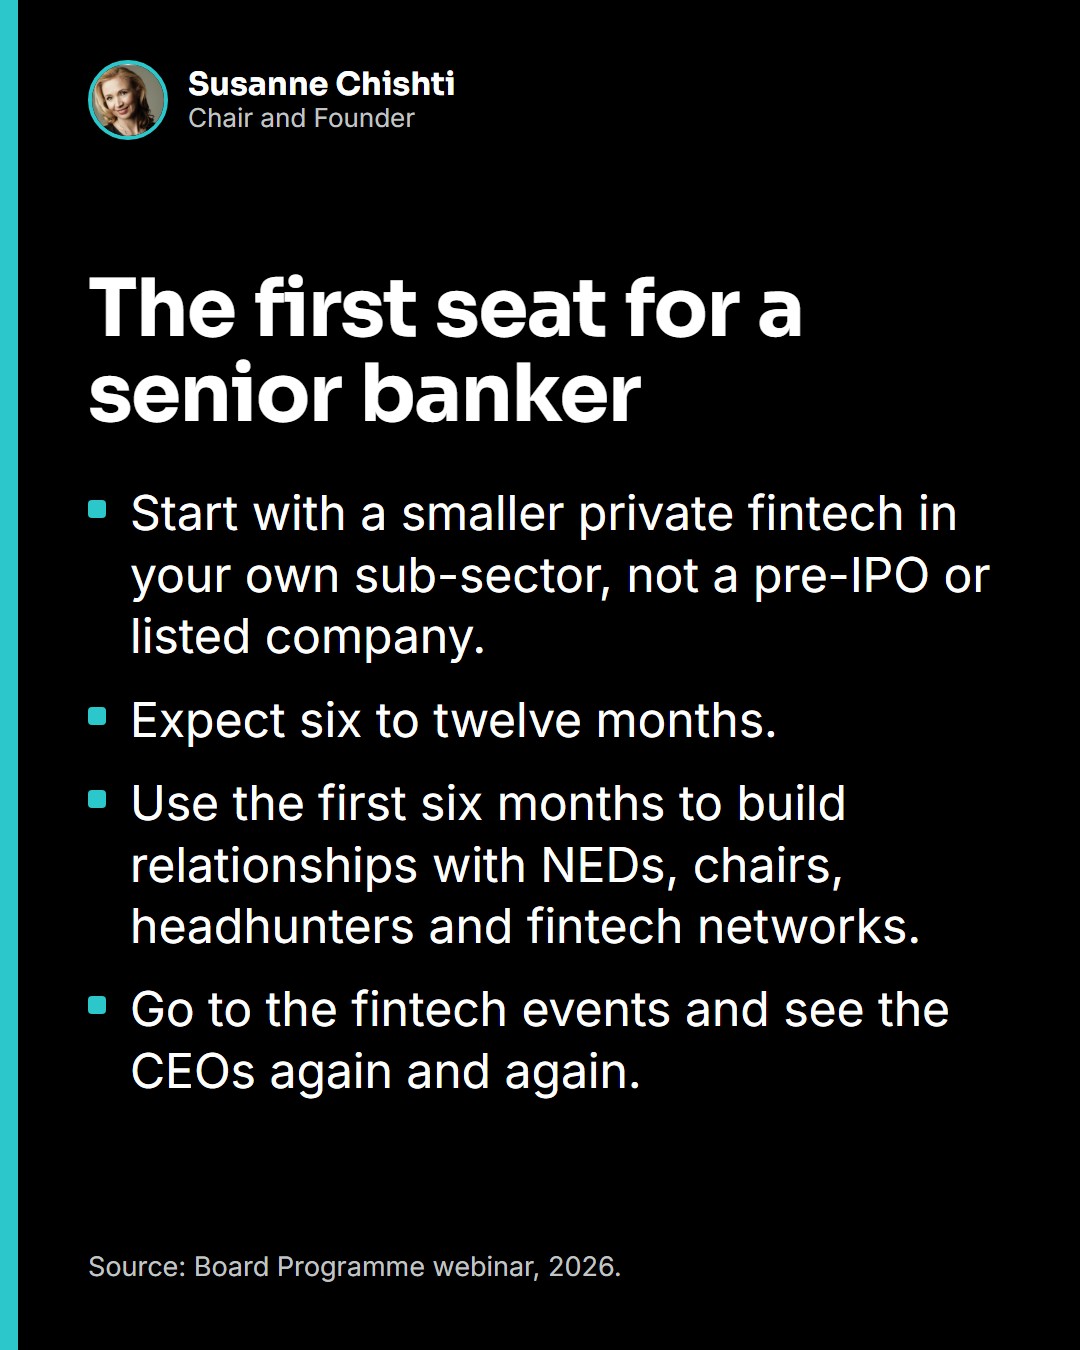 Susanne Chishti
Chair and Founder
The first seat for a
senior banker
Start with a smaller private fintech in
your own sub-sector, not a pre-IPO or
listed company.
Expect six to twelve months.
Use the first six months to build
relationships with NEDs, chairs,
headhunters and fintech networks.
Go to the fintech events and see the
CEOs again and again.
Source: Board Programme webinar, 2026.